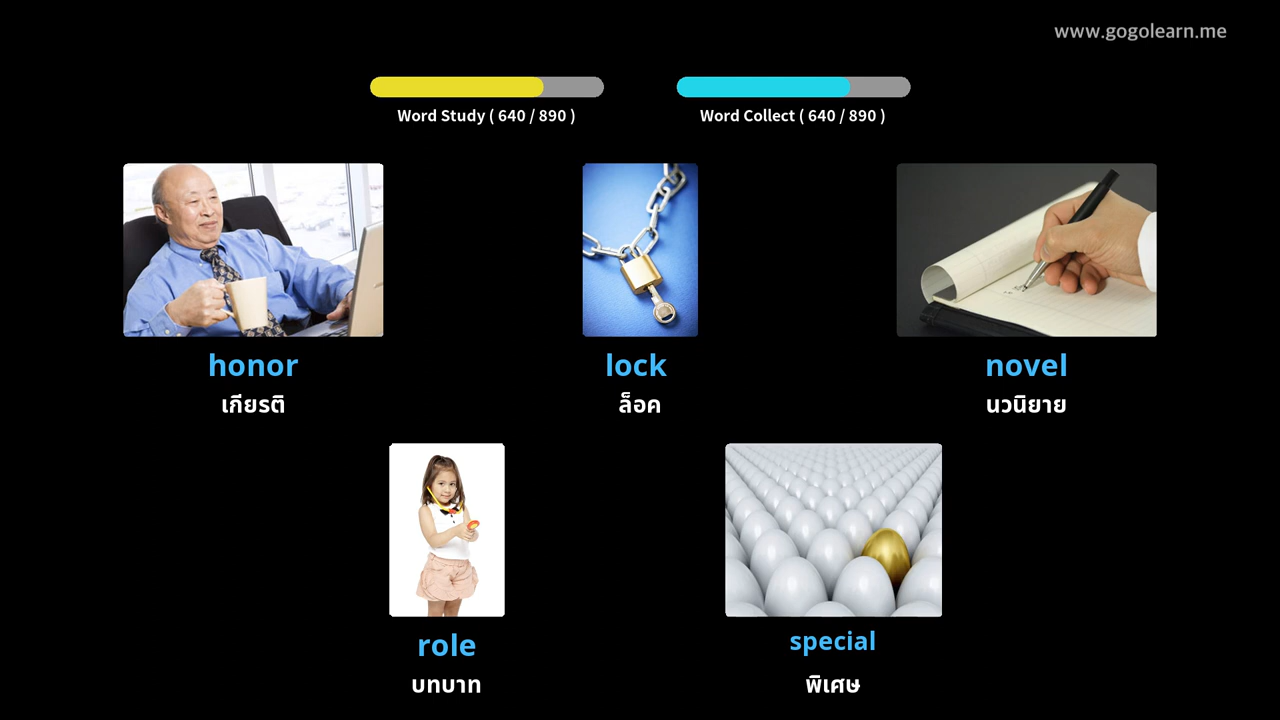 www.gogolearn.me
Word Study ( 640 / 890 )
Word Collect ( 640 / 890 )
honor
lock
novel
เกียรติ
ล็อค
นวนิยาย
role
special
บทบาท
พิเศษ